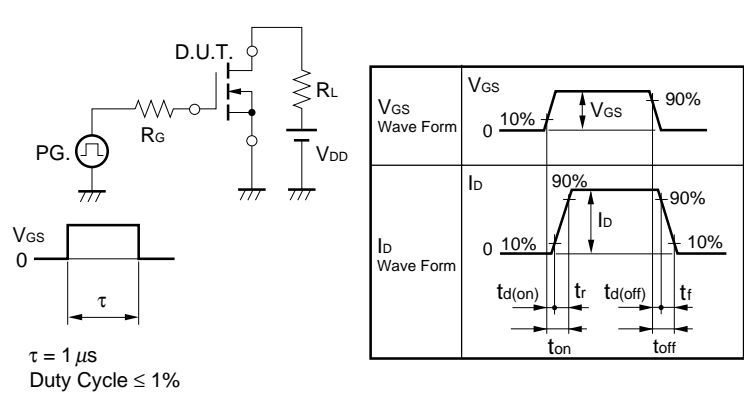 D.U.T.
RL
RG
PG.
VDD
VGS
0
τ
τ = 1 μs
Duty Cycle ≤ 1%
VGS
Wave Form
VGS
10%
VGS
90%
0
ID
Wave Form
ID
90%
90%
ID
0
10%
10%
td(on)
tr
td(off)
tf
ton
toff